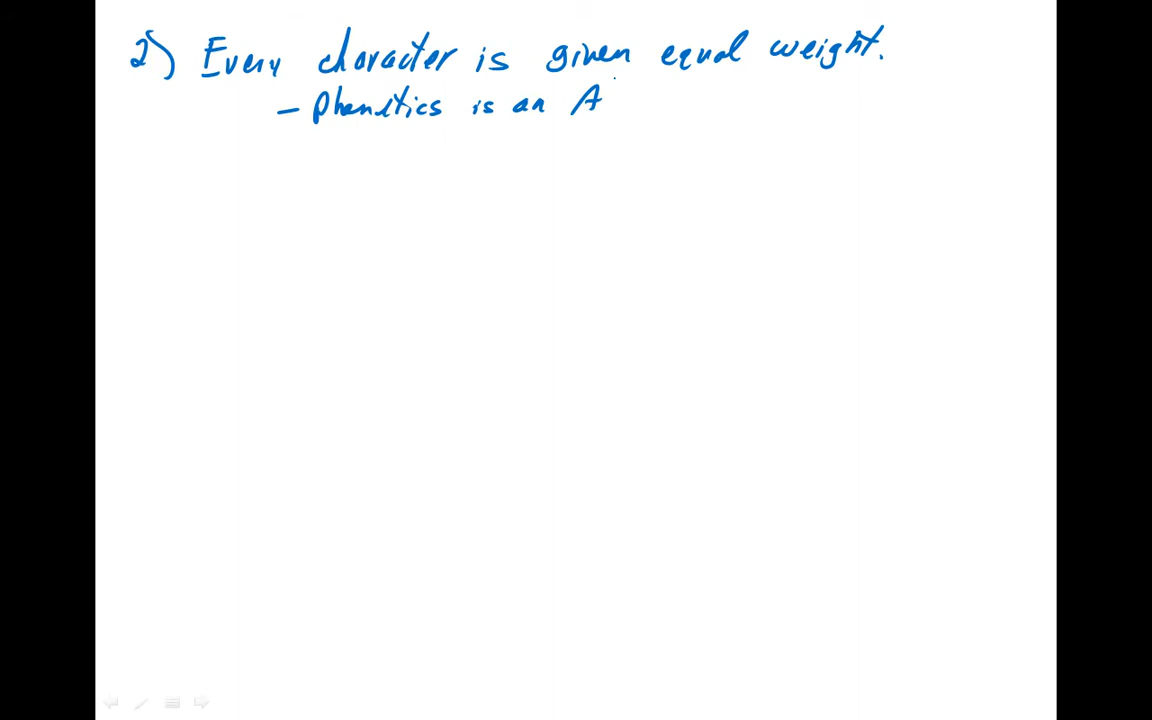 2) Every character is given equal weight.
- Phenetics is an A